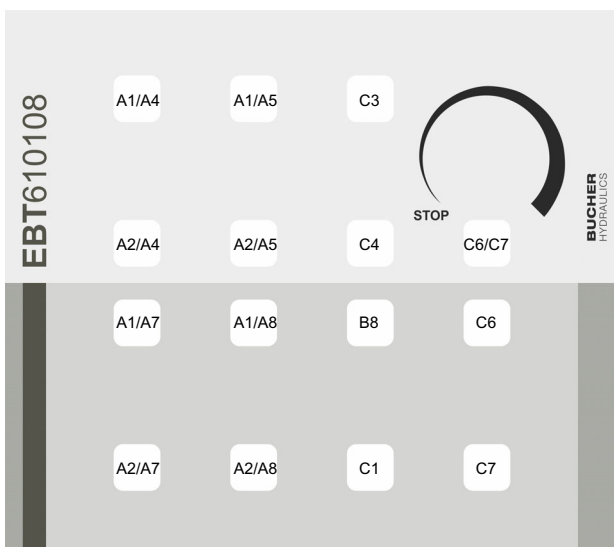 EBT610108
A1/A4 A1/A5 C3
STOP
BUCHER
HYDRAULICS
A2/A4 A2/A5 C4 C6/C7
A1/A7 A1/A8 B8 C6
A2/A7 A2/A8 C1 C7